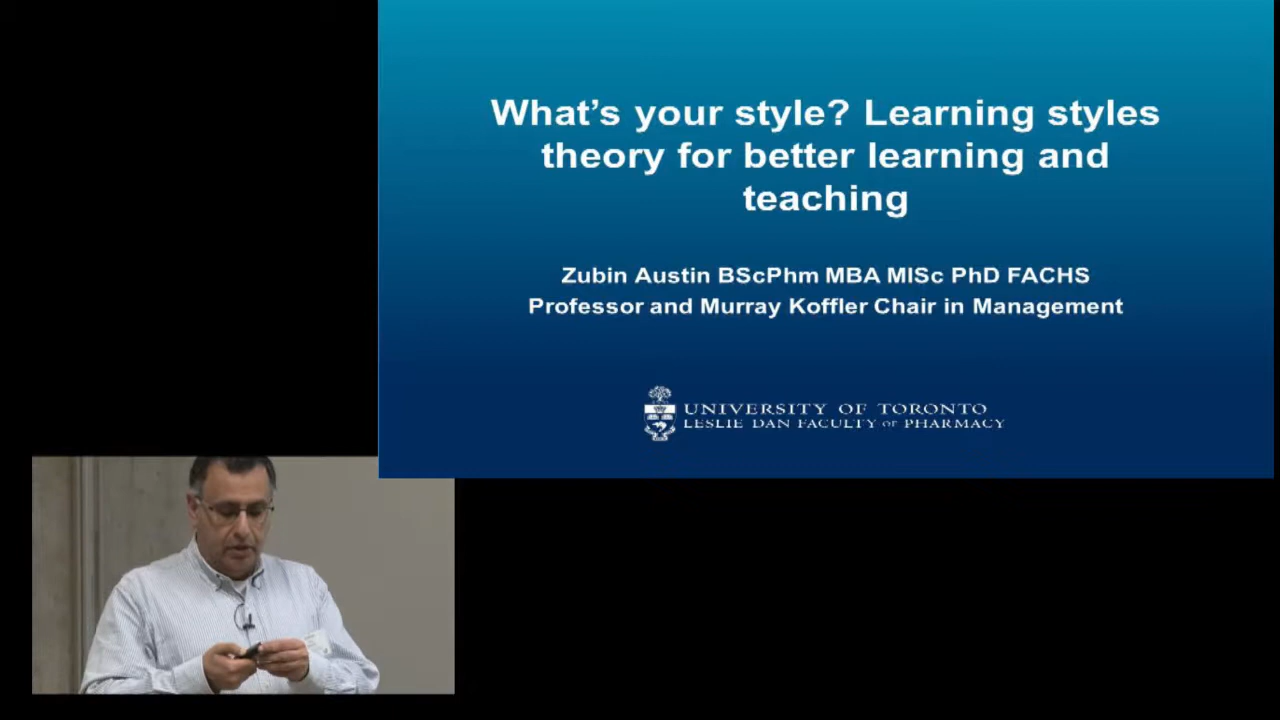 What's your style? Learning styles
theory for better learning and
teaching
Zubin Austin BScPhm MBA MISc PhD FACHS
Professor and Murray Koffler Chair in Management
UNIVERSITY OF TORONTO
LESLIE DAN FACULTY OF PHARMACY